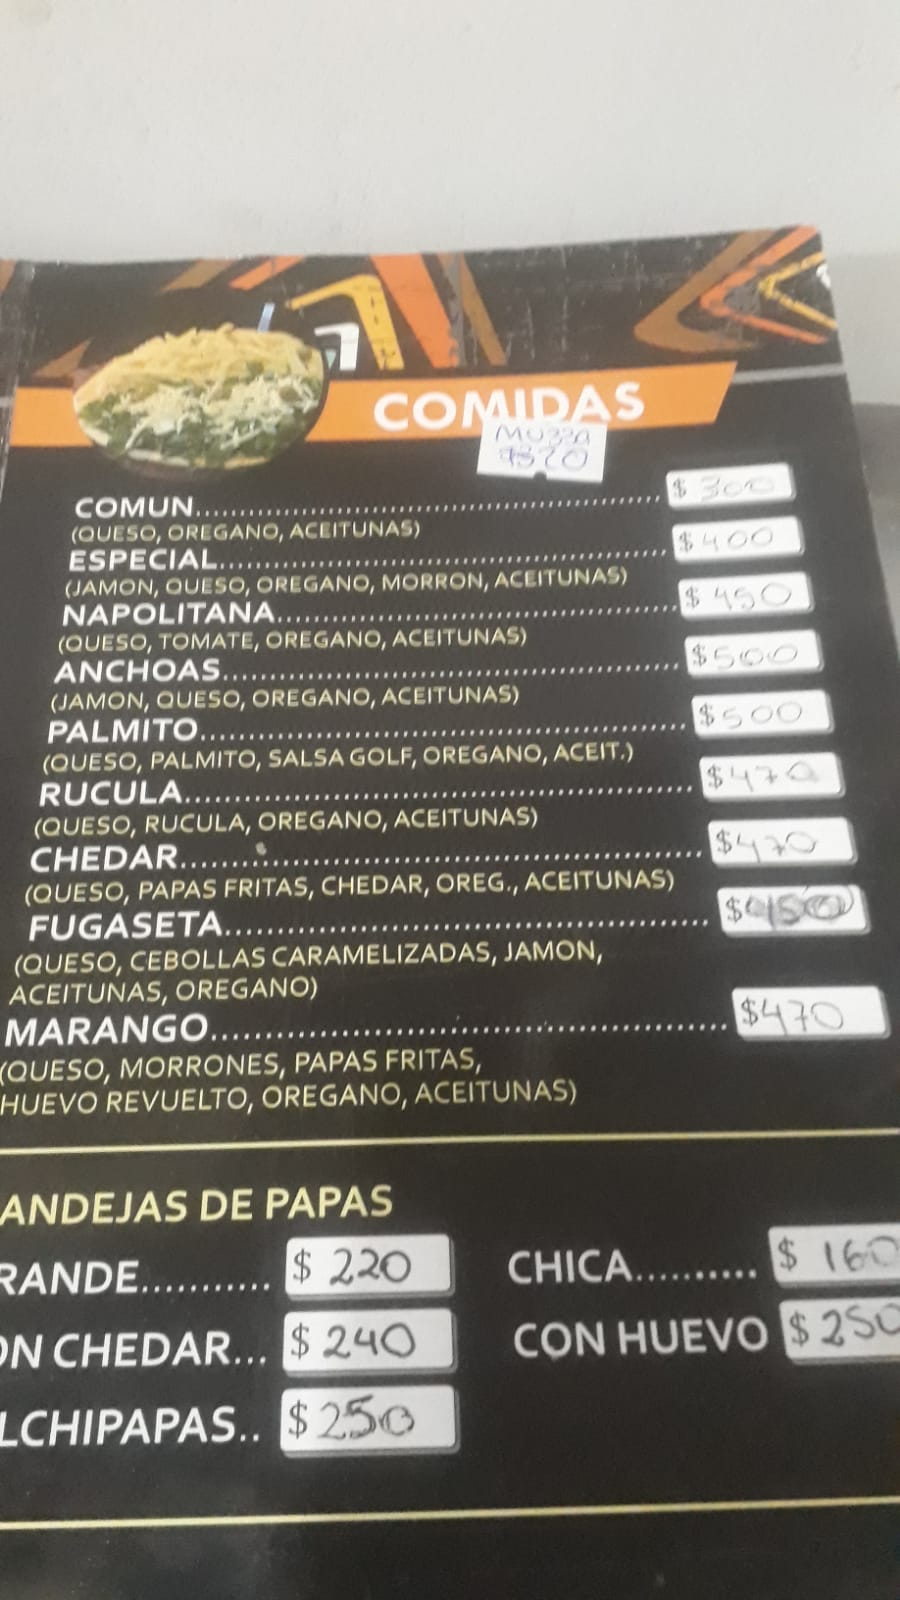 COMIDAS
MUZZA
$320
COMUN.......... $ 300
(QUESO, OREGANO, ACEITUNAS)
ESPECIAL.......... $ 400
(JAMON, QUESO, OREGANO, MORRON, ACEITUNAS)
NAPOLITANA.......... $ 450
(QUESO, TOMATE, OREGANO, ACEITUNAS)
ANCHOAS.......... $500
(JAMON, QUESO, OREGANO, ACEITUNAS)
PALMITO.......... $500
(QUESO, PALMITO, SALSA GOLF, OREGANO, ACEIT.)
RUCULA.......... $470
(QUESO, RUCULA, OREGANO, ACEITUNAS)
CHEDAR.......... $470
(QUESO, PAPAS FRITAS, CHEDAR, OREG., ACEITUNAS)
FUGASETA.......... $450
(QUESO, CEBOLLAS CARAMELIZADAS, JAMON,
ACEITUNAS, OREGANO)
MARANGO.......... $470
(QUESO, MORRONES, PAPAS FRITAS,
HUEVO REVUELTO, OREGANO, ACEITUNAS)
ANDEJAS DE PAPAS
RANDE.......... $ 220 CHICA.......... $ 160
ON CHEDAR... $ 240 CON HUEVO $ 250
LCHIPAPAS.. $ 250